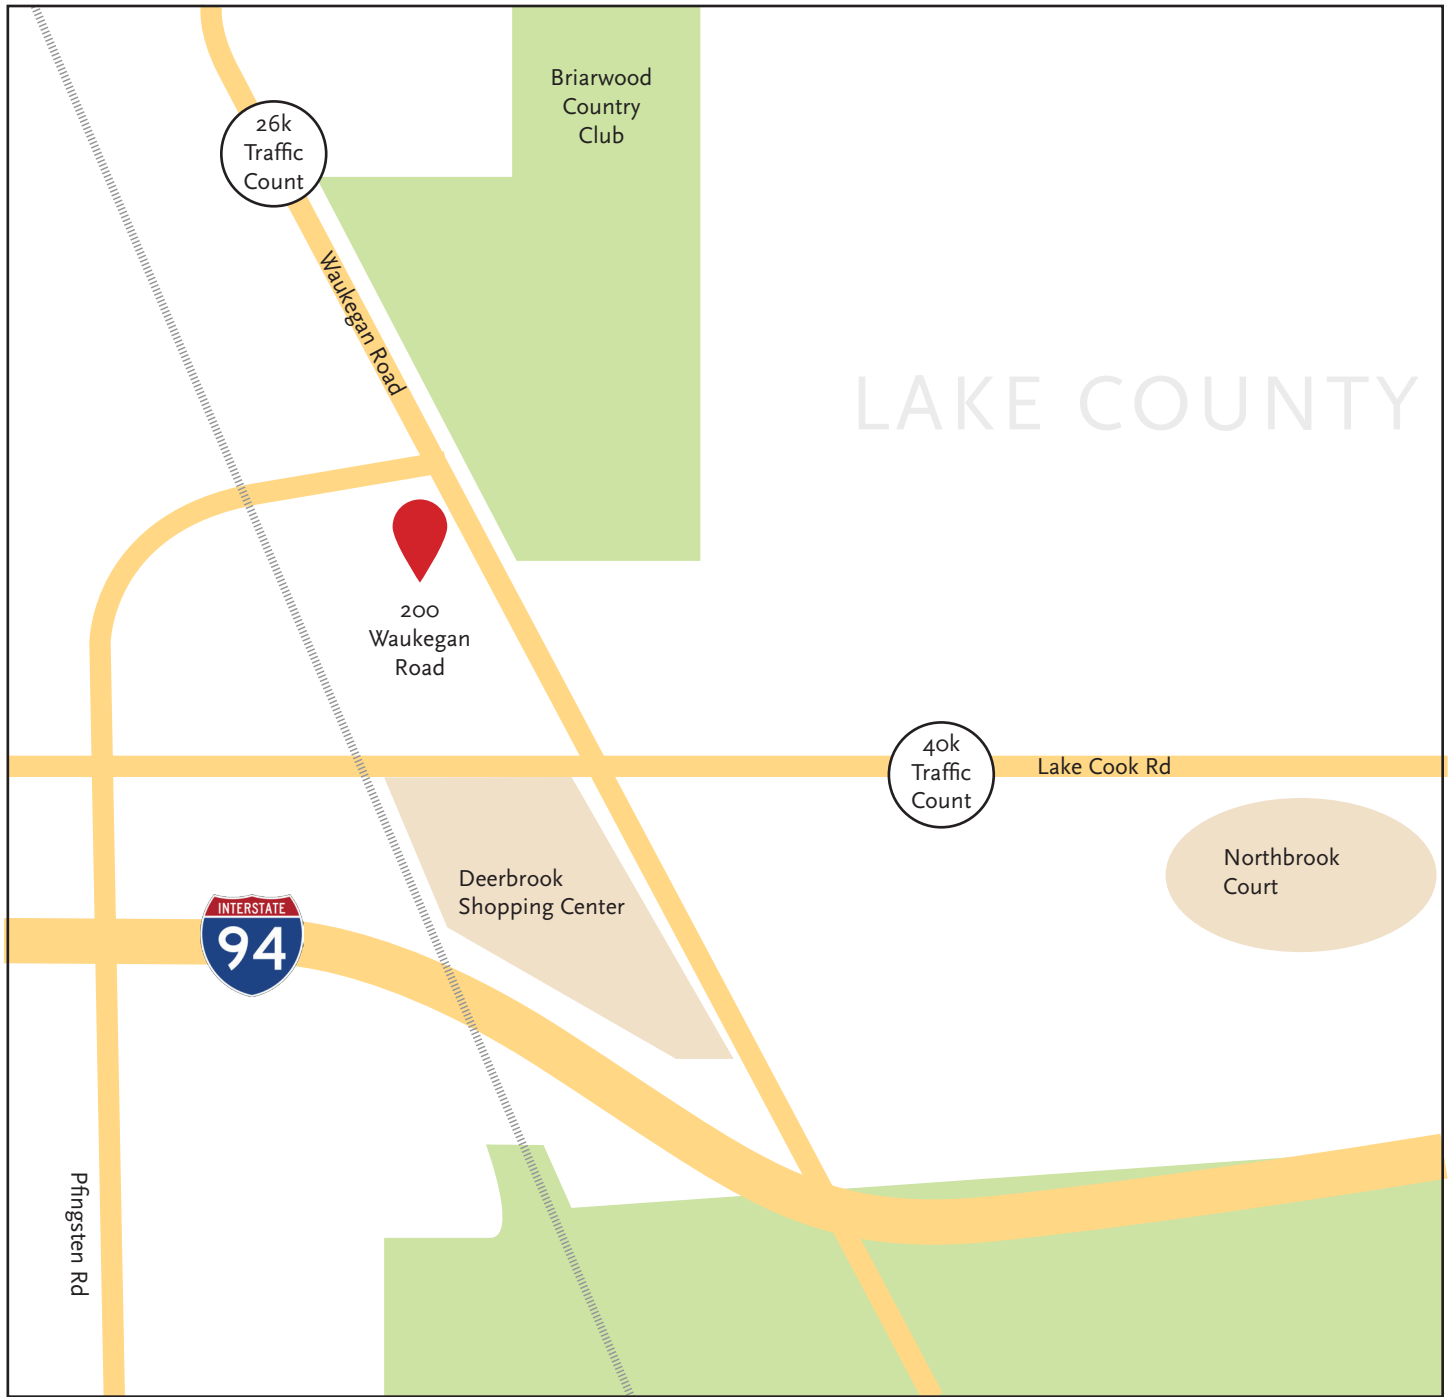 Briarwood
Country
Club
26k
Traffic
Count
Waukegan Road
LAKE COUNTY
200
Waukegan
Road
40k
Traffic
Count
Lake Cook Rd
Northbrook
Court
Deerbrook
Shopping Center
INTERSTATE
94
Pfingsten Rd